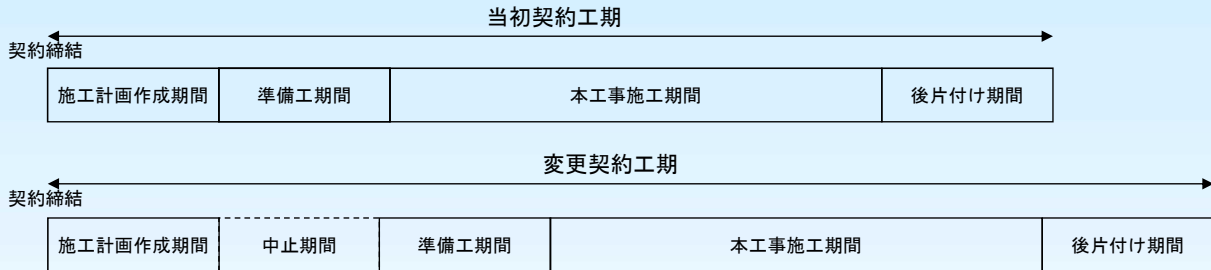 当初契約工期
契約締結
施工計画作成期間 準備工期間 本工事施工期間 後片付け期間
変更契約工期
契約締結
施工計画作成期間 中止期間 準備工期間 本工事施工期間 後片付け期間